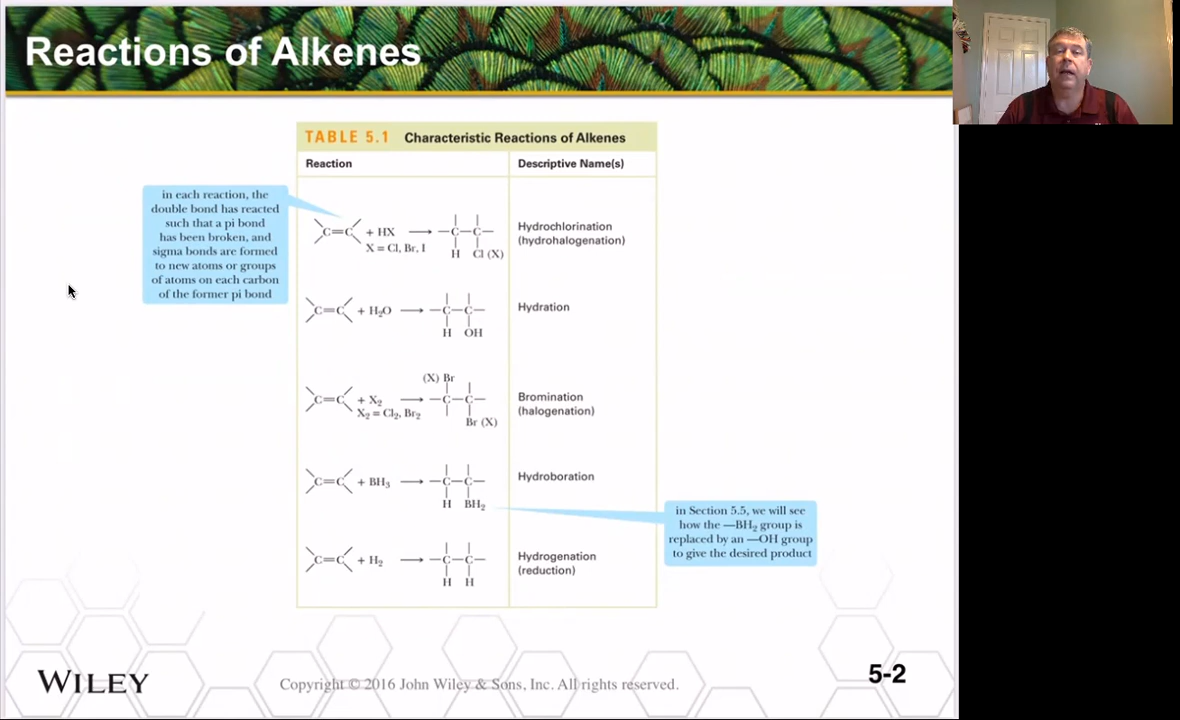 Reactions of Alkenes
TABLE 5.1 Characteristic Reactions of Alkenes
Reaction Descriptive Name(s)
in each reaction, the
double bond has reacted
such that a pi bond
has been broken, and
sigma bonds are formed
to new atoms or groups
of atoms on each carbon
of the former pi bond
C=C + HX → —C—C—
X = Cl, Br, I
H Cl (X)
Hydrochlorination
(hydrohalogenation)
C=C + H₂O → —C—C—
H OH
Hydration
(X) Br
C=C + X₂ → —C—C—
X₂ = Cl₂, Br₂
Br (X)
Bromination
(halogenation)
C=C + BH₃ → —C—C—
H BH₂
Hydroboration
in Section 5.5, we will see
how the —BH₂ group is
replaced by an —OH group
to give the desired product
C=C + H₂ → —C—C—
H H
Hydrogenation
(reduction)
WILEY
Copyright © 2016 John Wiley & Sons, Inc. All rights reserved.
5-2